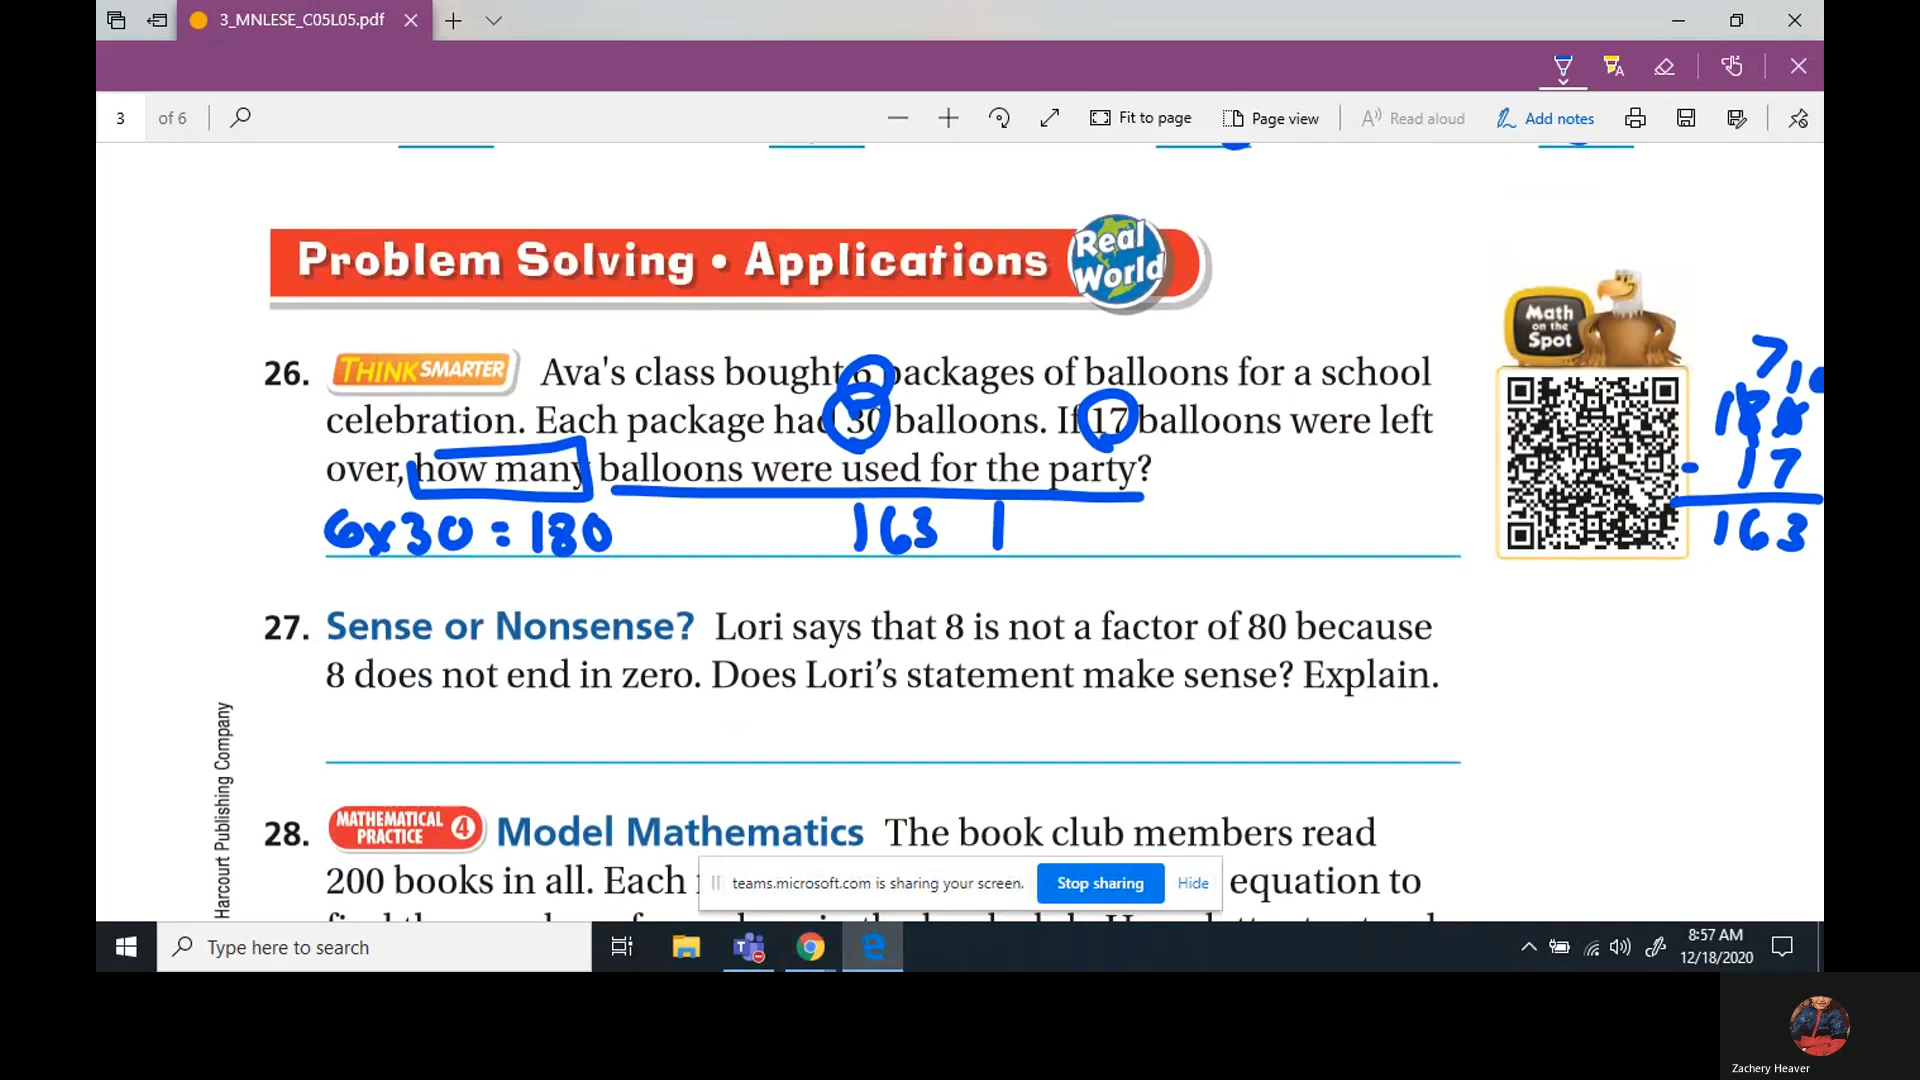 3_MNLESE_C05L05.pdf
3 of 6
Fit to page
Page view
Read aloud
Add notes
Problem Solving • Applications
Real World
26. THINK SMARTER Ava's class bought 6 packages of balloons for a school
celebration. Each package had 30 balloons. If 17 balloons were left
over, how many balloons were used for the party?
6x30 = 180
163 1
Math
on the
Spot
7 10
180
- 17
163
27. Sense or Nonsense? Lori says that 8 is not a factor of 80 because
8 does not end in zero. Does Lori's statement make sense? Explain.
Harcourt Publishing Company
28. MATHEMATICAL PRACTICE 4 Model Mathematics The book club members read
200 books in all. Each
equation to
teams.microsoft.com is sharing your screen.
Stop sharing
Hide
Type here to search
8:57 AM
12/18/2020
Zachery Heaver